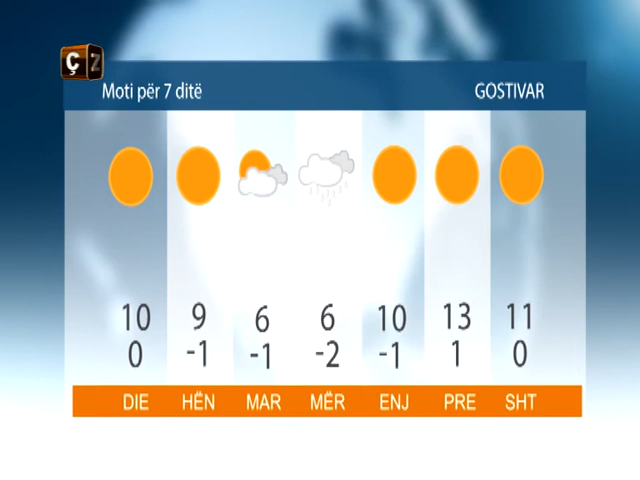 Ç Z
Moti për 7 ditë GOSTIVAR
10 9 6 6 10 13 11
0 -1 -1 -2 -1 1 0
DIE HËN MAR MËR ENJ PRE SHT